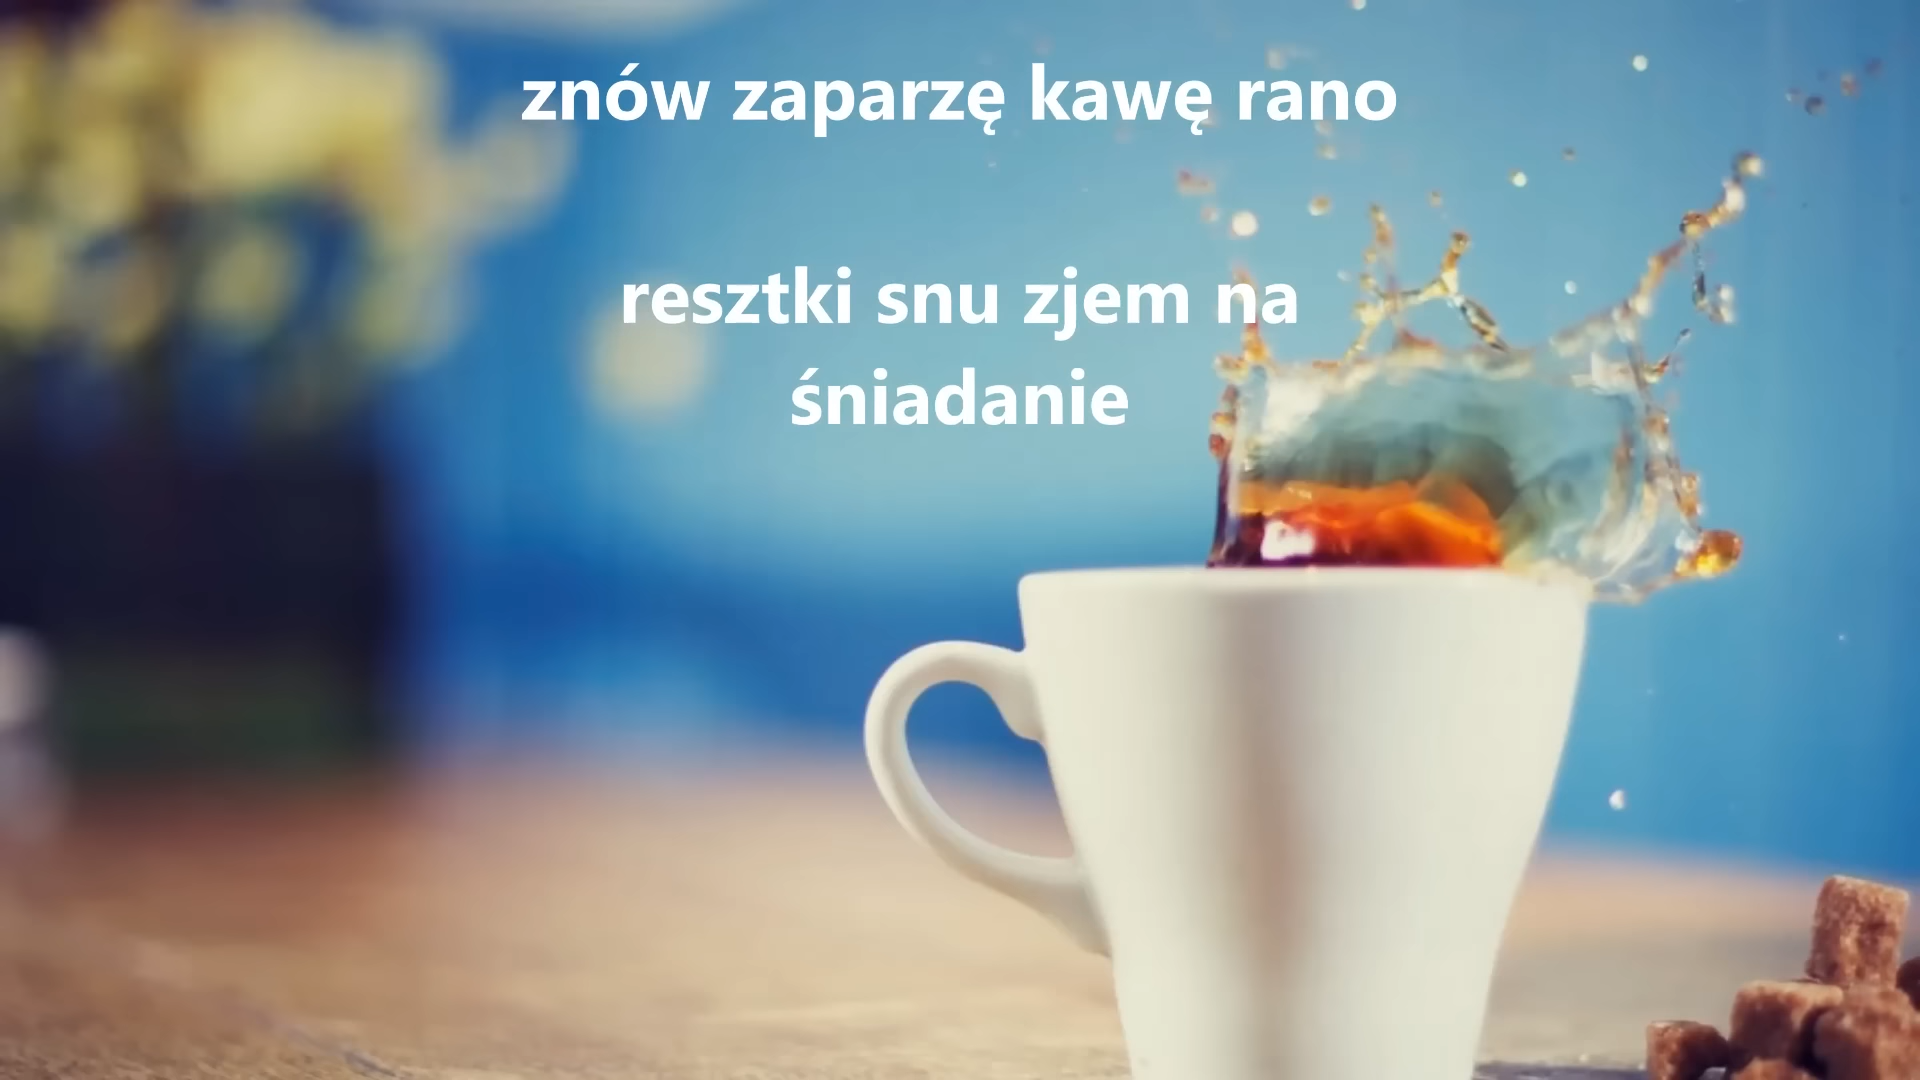 znów zaparzę kawę rano
resztki snu zjem na
śniadanie